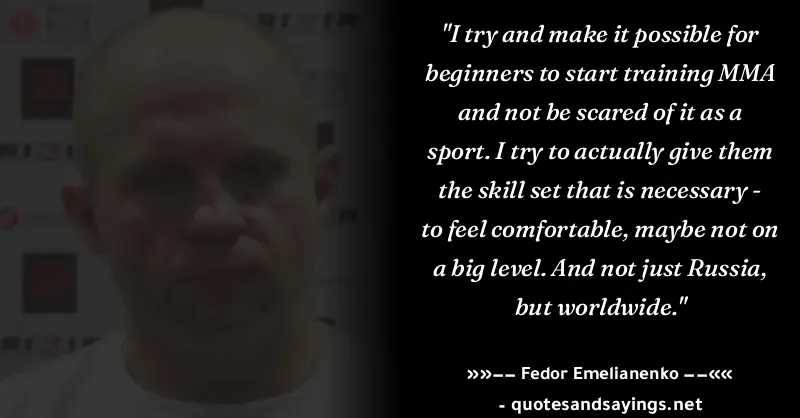 "I try and make it possible for
beginners to start training MMA
and not be scared of it as a
sport. I try to actually give them
the skill set that is necessary -
to feel comfortable, maybe not on
a big level. And not just Russia,
but worldwide."
»»—— Fedor Emelianenko ——««
- quotesandsayings.net